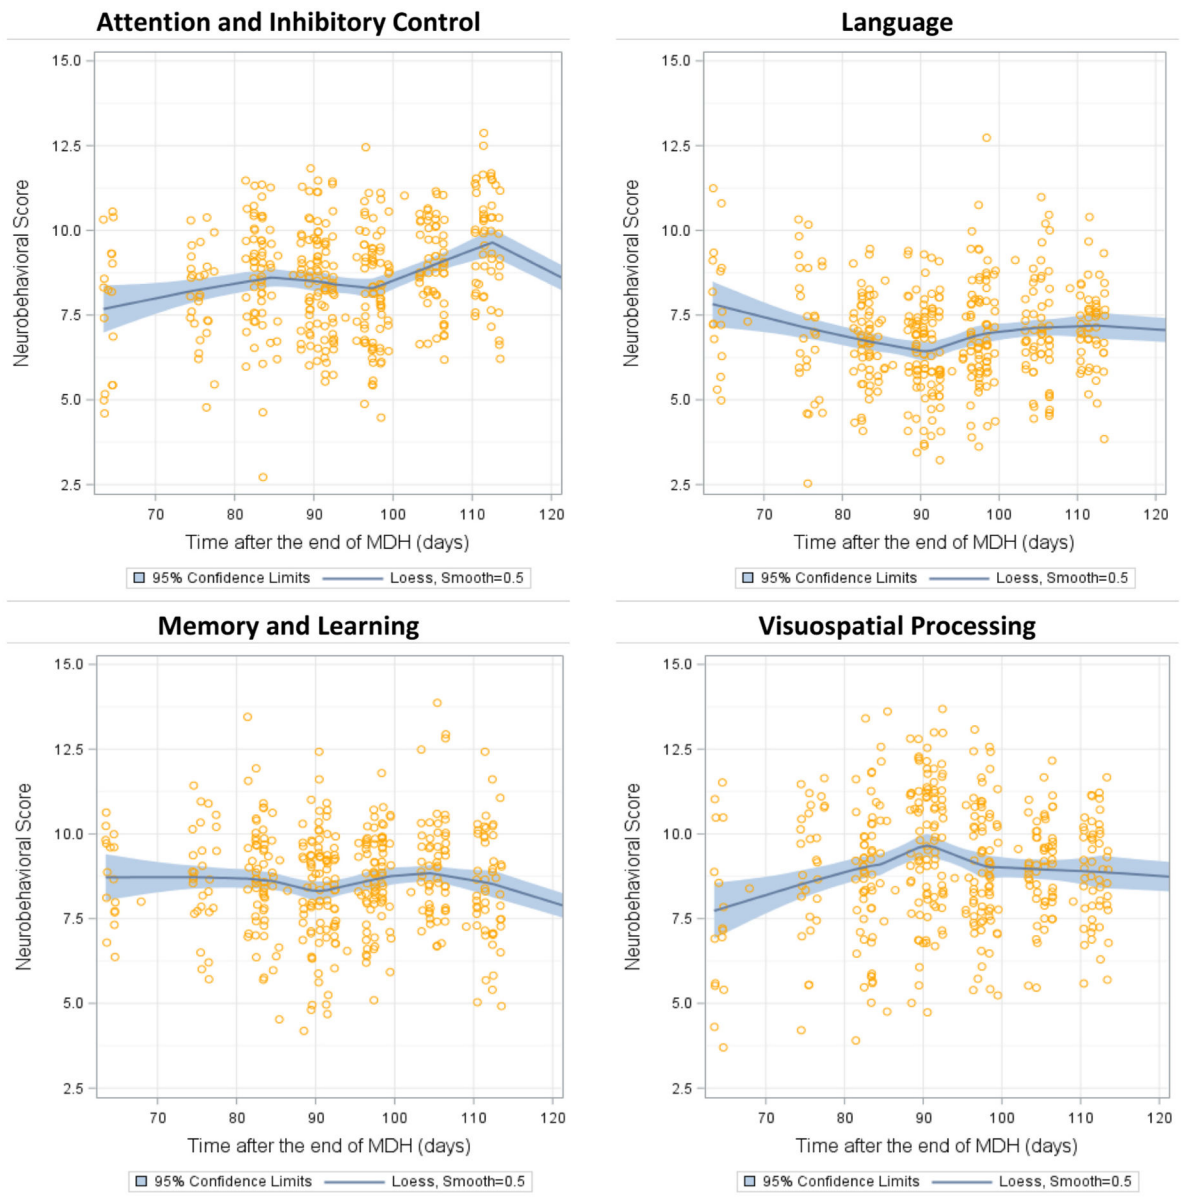 Attention and Inhibitory Control
15.0
12.5
10.0
7.5
5.0
2.5
Neurobehavioral Score
70 80 90 100 110 120
Time after the end of MDH (days)
95% Confidence Limits Loess, Smooth=0.5
Language
15.0
12.5
10.0
7.5
5.0
2.5
Neurobehavioral Score
70 80 90 100 110 120
Time after the end of MDH (days)
95% Confidence Limits Loess, Smooth=0.5
Memory and Learning
15.0
12.5
10.0
7.5
5.0
2.5
Neurobehavioral Score
70 80 90 100 110 120
Time after the end of MDH (days)
95% Confidence Limits Loess, Smooth=0.5
Visuospatial Processing
15.0
12.5
10.0
7.5
5.0
2.5
Neurobehavioral Score
70 80 90 100 110 120
Time after the end of MDH (days)
95% Confidence Limits Loess, Smooth=0.5